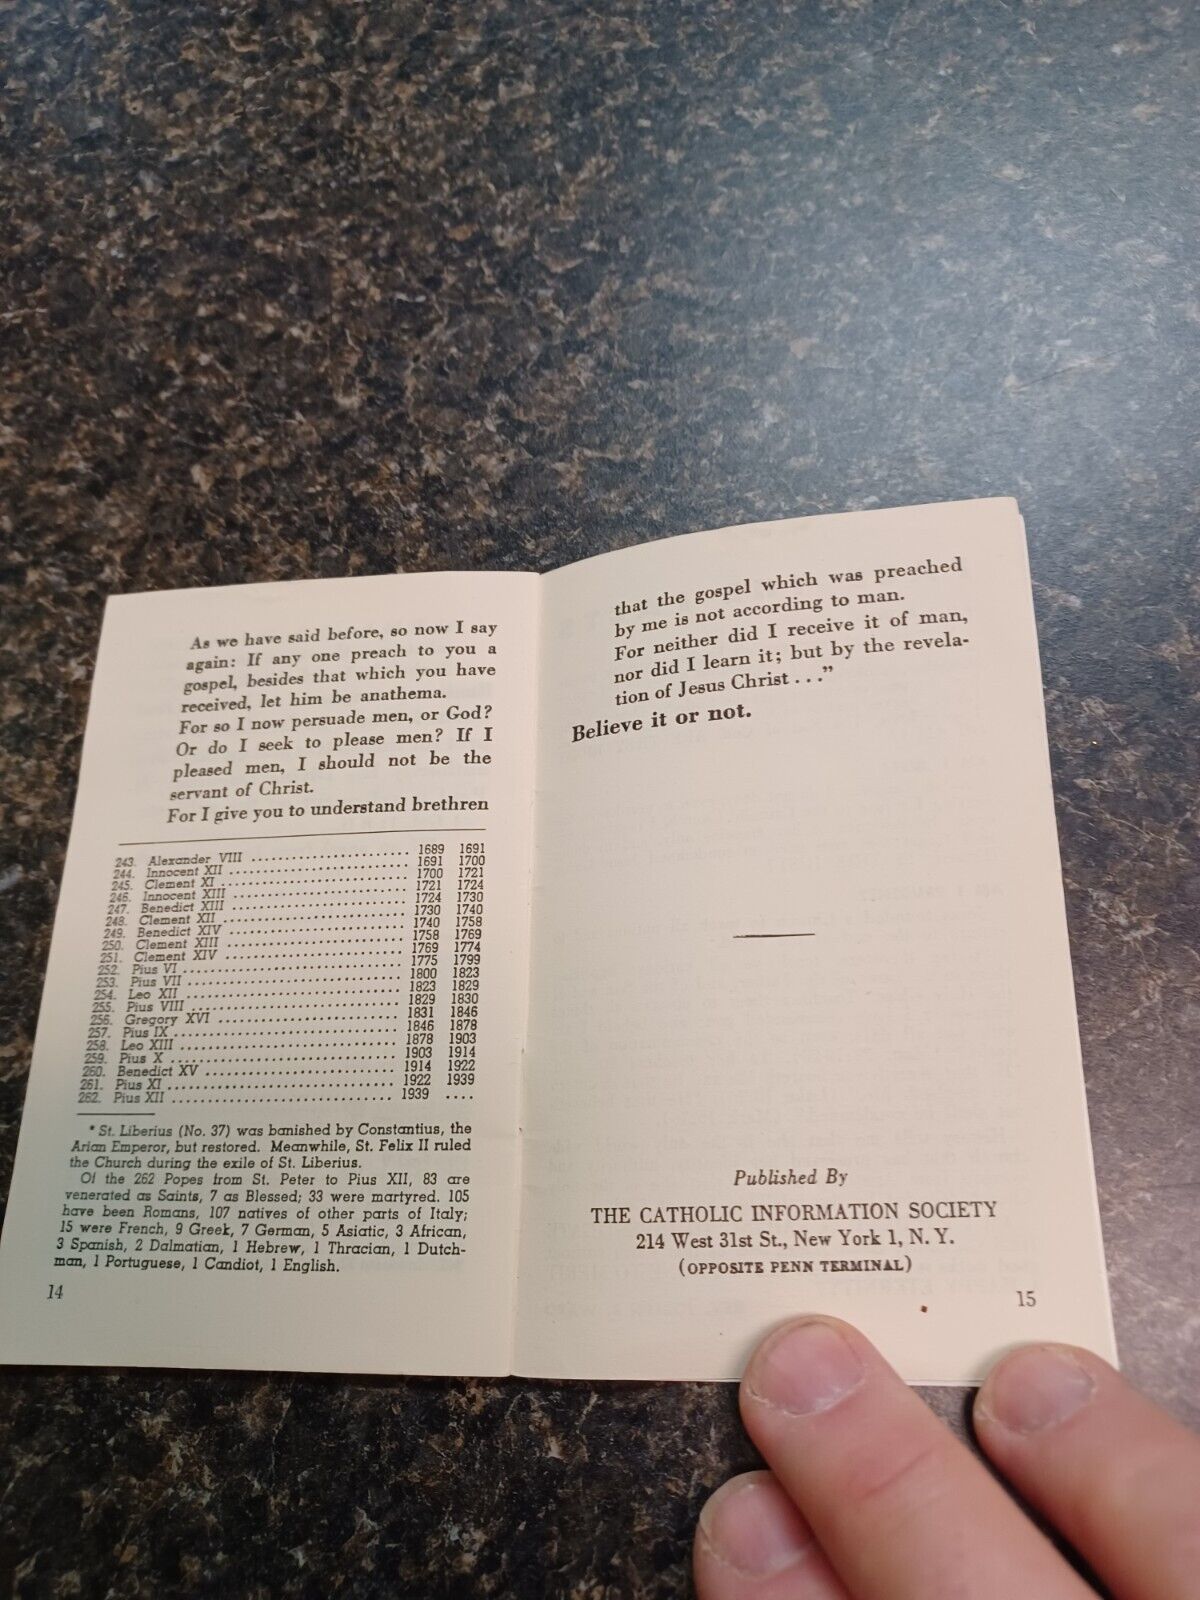 As we have said before, so now I say
again: If any one preach to you a
gospel, besides that which you have
received, let him be anathema.
For so I now persuade men, or God?
Or do I seek to please men? If I
pleased men, I should not be the
servant of Christ.
For I give you to understand brethren
243. Alexander VIII ........................ 1689 1691
244. Innocent XII ........................ 1691 1700
245. Clement XI ........................ 1700 1721
246. Innocent XIII ........................ 1721 1724
247. Benedict XIII ........................ 1724 1730
248. Clement XII ........................ 1730 1740
249. Benedict XIV ........................ 1740 1758
250. Clement XIII ........................ 1758 1769
251. Clement XIV ........................ 1769 1774
252. Pius VI ........................ 1775 1799
253. Pius VII ........................ 1800 1823
254. Leo XII ........................ 1823 1829
255. Pius VIII ........................ 1829 1830
256. Gregory XVI ........................ 1831 1846
257. Pius IX ........................ 1846 1878
258. Leo XIII ........................ 1878 1903
259. Pius X ........................ 1903 1914
260. Benedict XV ........................ 1914 1922
261. Pius XI ........................ 1922 1939
262. Pius XII ........................ 1939 ....
* St. Liberius (No. 37) was banished by Constantius, the
Arian Emperor, but restored. Meanwhile, St. Felix II ruled
the Church during the exile of St. Liberius.
Of the 262 Popes from St. Peter to Pius XII, 83 are
venerated as Saints, 7 as Blessed; 33 were martyred. 105
have been Romans, 107 natives of other parts of Italy;
15 were French, 9 Greek, 7 German, 5 Asiatic, 3 African,
3 Spanish, 2 Dalmatian, 1 Hebrew, 1 Thracian, 1 Dutch-
man, 1 Portuguese, 1 Candiot, 1 English.
14
that the gospel which was preached
by me is not according to man.
For neither did I receive it of man,
nor did I learn it; but by the revela-
tion of Jesus Christ . . ."
Believe it or not.
Published By
THE CATHOLIC INFORMATION SOCIETY
214 West 31st St., New York 1, N. Y.
(OPPOSITE PENN TERMINAL)
15